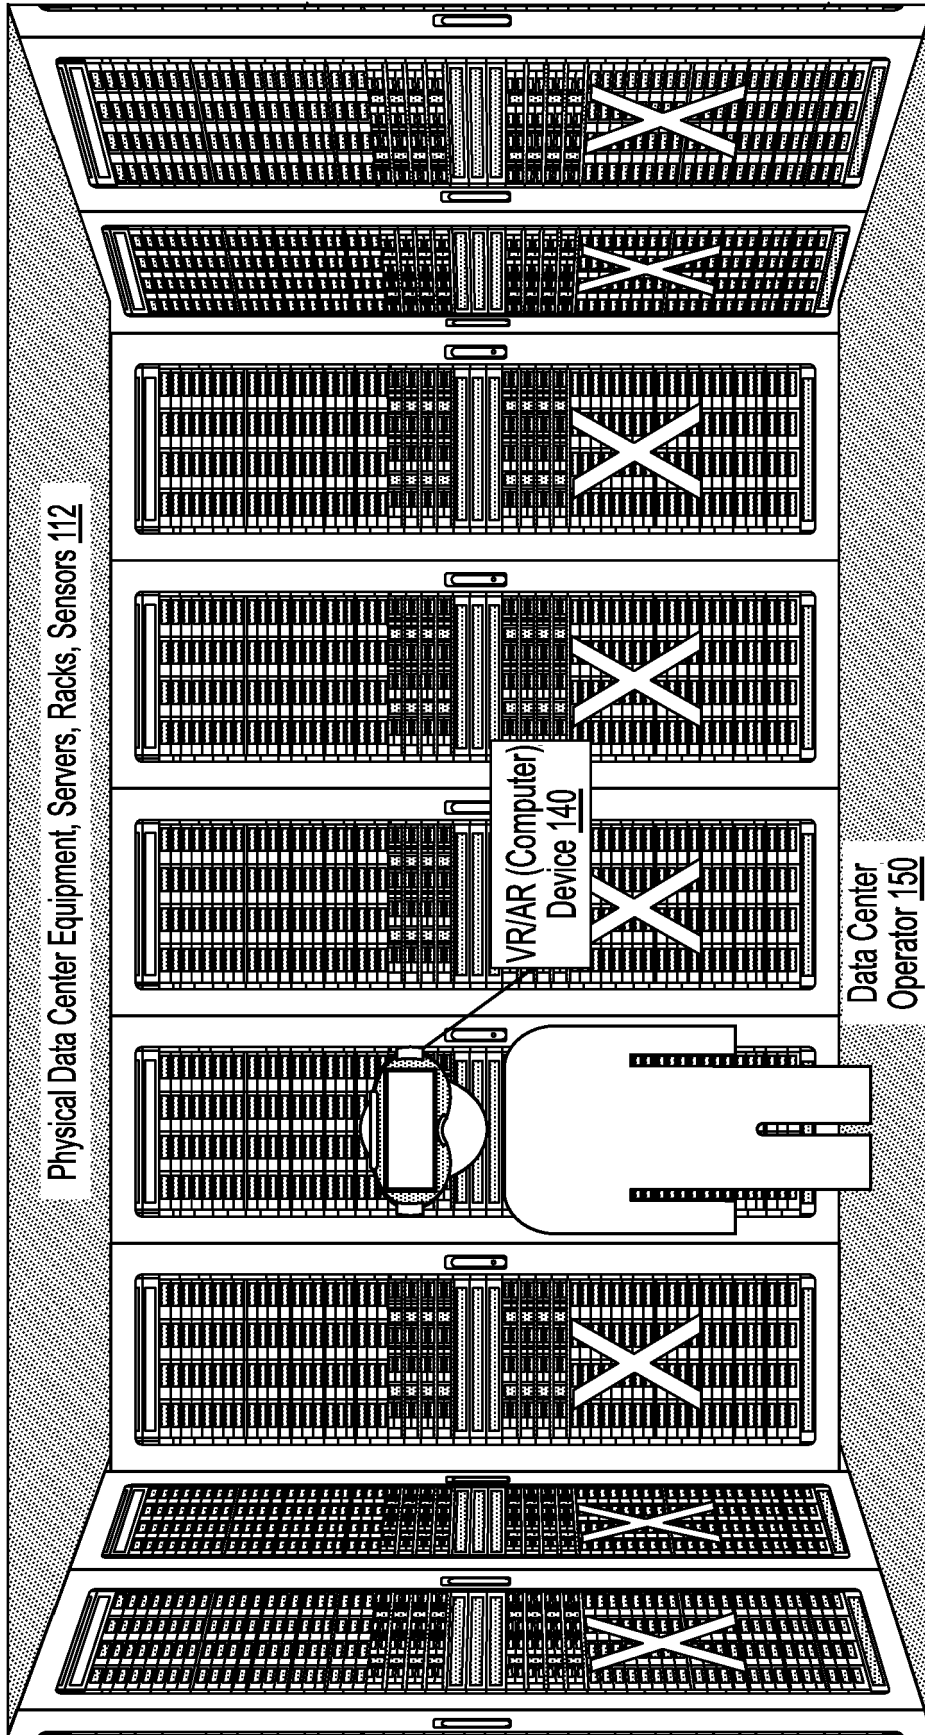 Physical Data Center Equipment, Servers, Racks, Sensors 112
VR/AR (Computer)
Device 140
Data Center
Operator 150